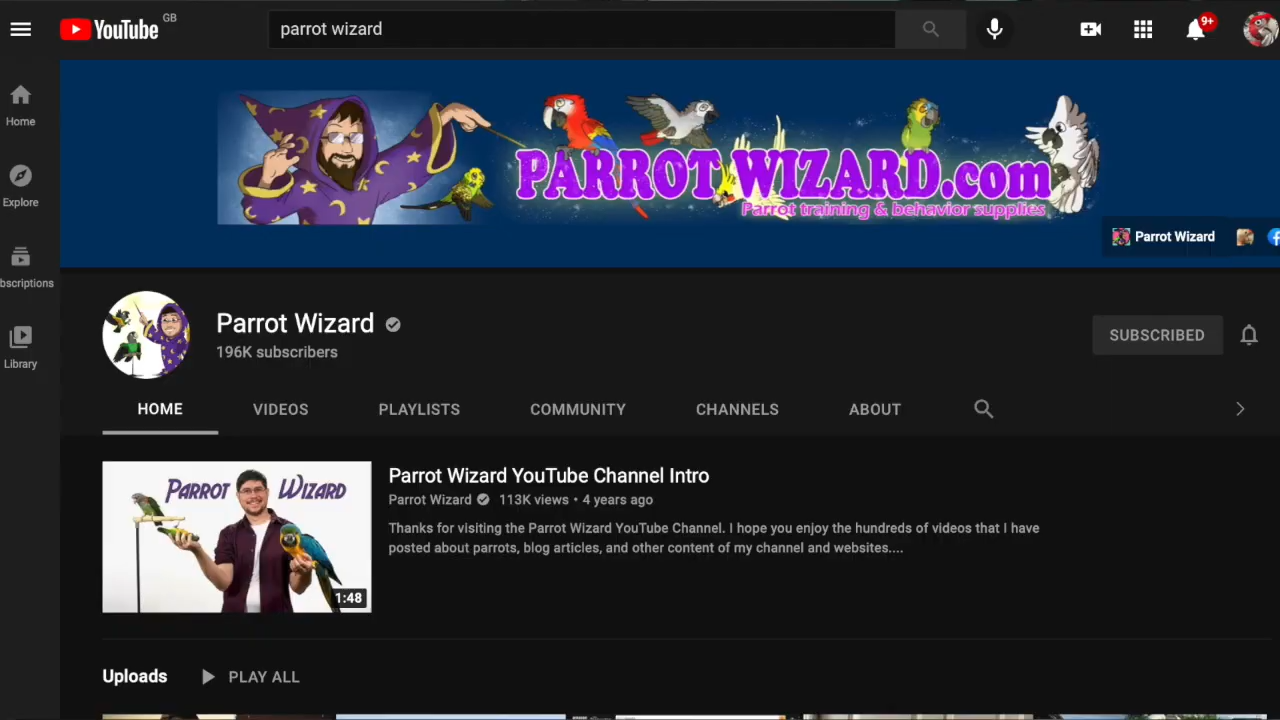 YouTube GB
parrot wizard
9+
Home
Explore
bscriptions
Library
PARROT WIZARD.com
Parrot training & behavior supplies
Parrot Wizard
Parrot Wizard
196K subscribers
SUBSCRIBED
HOME VIDEOS PLAYLISTS COMMUNITY CHANNELS ABOUT
PARROT WIZARD
1:48
Parrot Wizard YouTube Channel Intro
Parrot Wizard 113K views • 4 years ago
Thanks for visiting the Parrot Wizard YouTube Channel. I hope you enjoy the hundreds of videos that I have
posted about parrots, blog articles, and other content of my channel and websites....
Uploads PLAY ALL